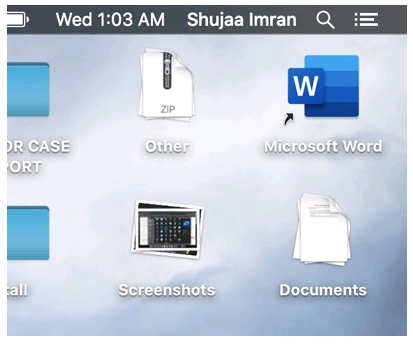 Wed 1:03 AM Shujaa Imran
ZIP
W
OR CASE Other Microsoft Word
PORT
tall Screenshots Documents